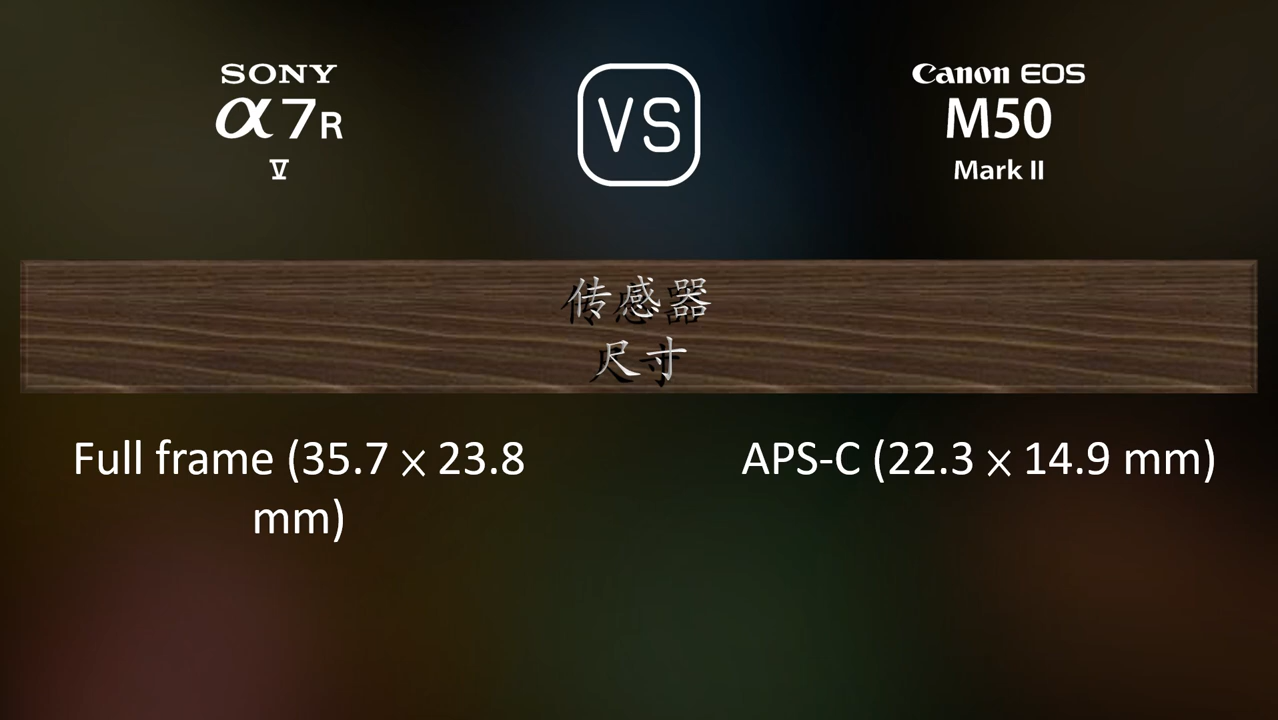 SONY
α7R
V
VS
Canon EOS
M50
Mark II
传感器
尺寸
Full frame (35.7 x 23.8
mm)
APS-C (22.3 x 14.9 mm)